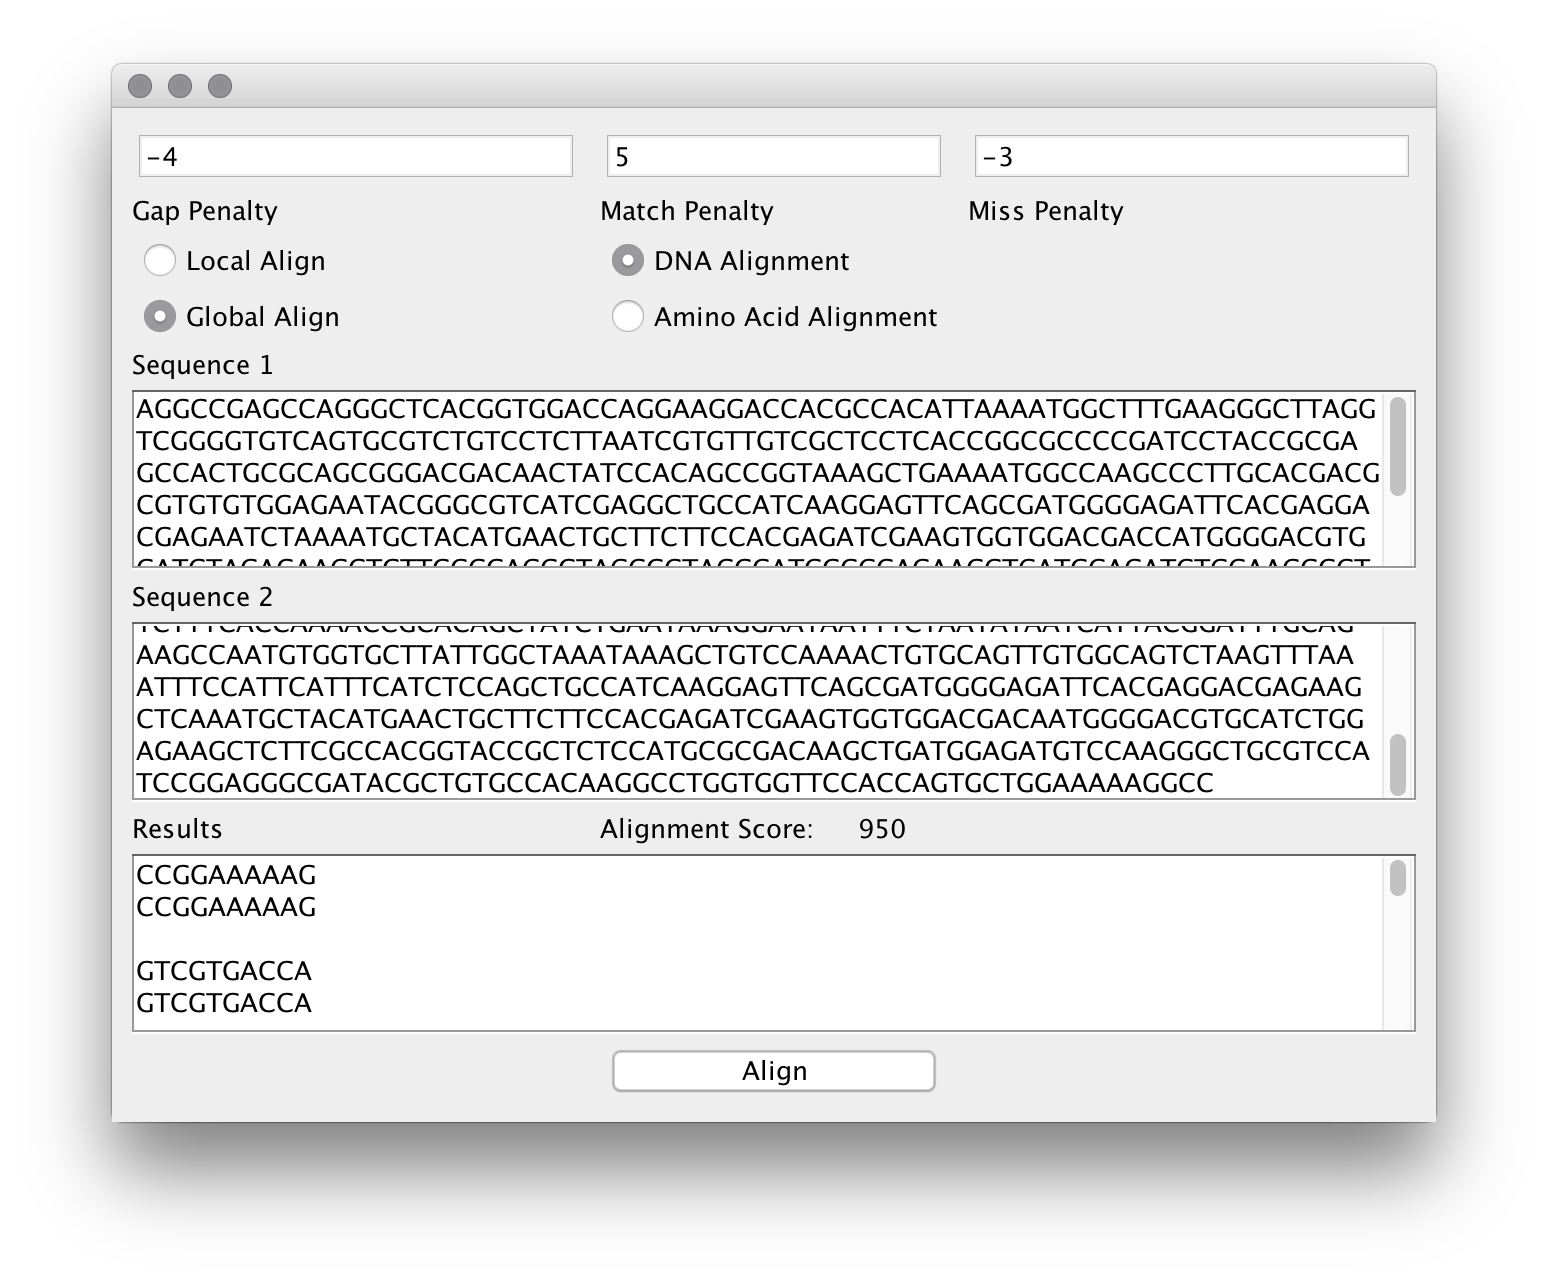 -4 5 -3
Gap Penalty Match Penalty Miss Penalty
Local Align DNA Alignment
Global Align Amino Acid Alignment
Sequence 1
AGGCCGAGCCAGGGCTCACGGTGGACCAGGAAGGACCACGCCACATTAAAATGGCTTTGAAGGGCTTAGG
TCGGGGTGTCAGTGCGTCTGTCCTCTTAATCGTGTTGTCGCTCCTCACCGGCGCCCCGATCCTACCGCGA
GCCACTGCGCAGCGGGACGACAACTATCCACAGCCGGTAAAGCTGAAAATGGCCAAGCCCTTGCACGACG
CGTGTGTGGAGAATACGGGCGTCATCGAGGCTGCCATCAAGGAGTTCAGCGATGGGGAGATTCACGAGGA
CGAGAATCTAAAATGCTACATGAACTGCTTCTTCCACGAGATCGAAGTGGTGGACGACCATGGGGACGTG
Sequence 2
AAGCCAATGTGGTGCTTATTGGCTAAATAAAGCTGTCCAAAACTGTGCAGTTGTGGCAGTCTAAGTTTAA
ATTTCCATTCATTTCATCTCCAGCTGCCATCAAGGAGTTCAGCGATGGGGAGATTCACGAGGACGAGAAG
CTCAAATGCTACATGAACTGCTTCTTCCACGAGATCGAAGTGGTGGACGACAATGGGGACGTGCATCTGG
AGAAGCTCTTCGCCACGGTACCGCTCTCCATGCGCGACAAGCTGATGGAGATGTCCAAGGGCTGCGTCCA
TCCGGAGGGCGATACGCTGTGCCACAAGGCCTGGTGGTTCCACCAGTGCTGGAAAAAGGCC
Results Alignment Score: 950
CCGGAAAAAG
CCGGAAAAAG
GTCGTGACCA
GTCGTGACCA
Align